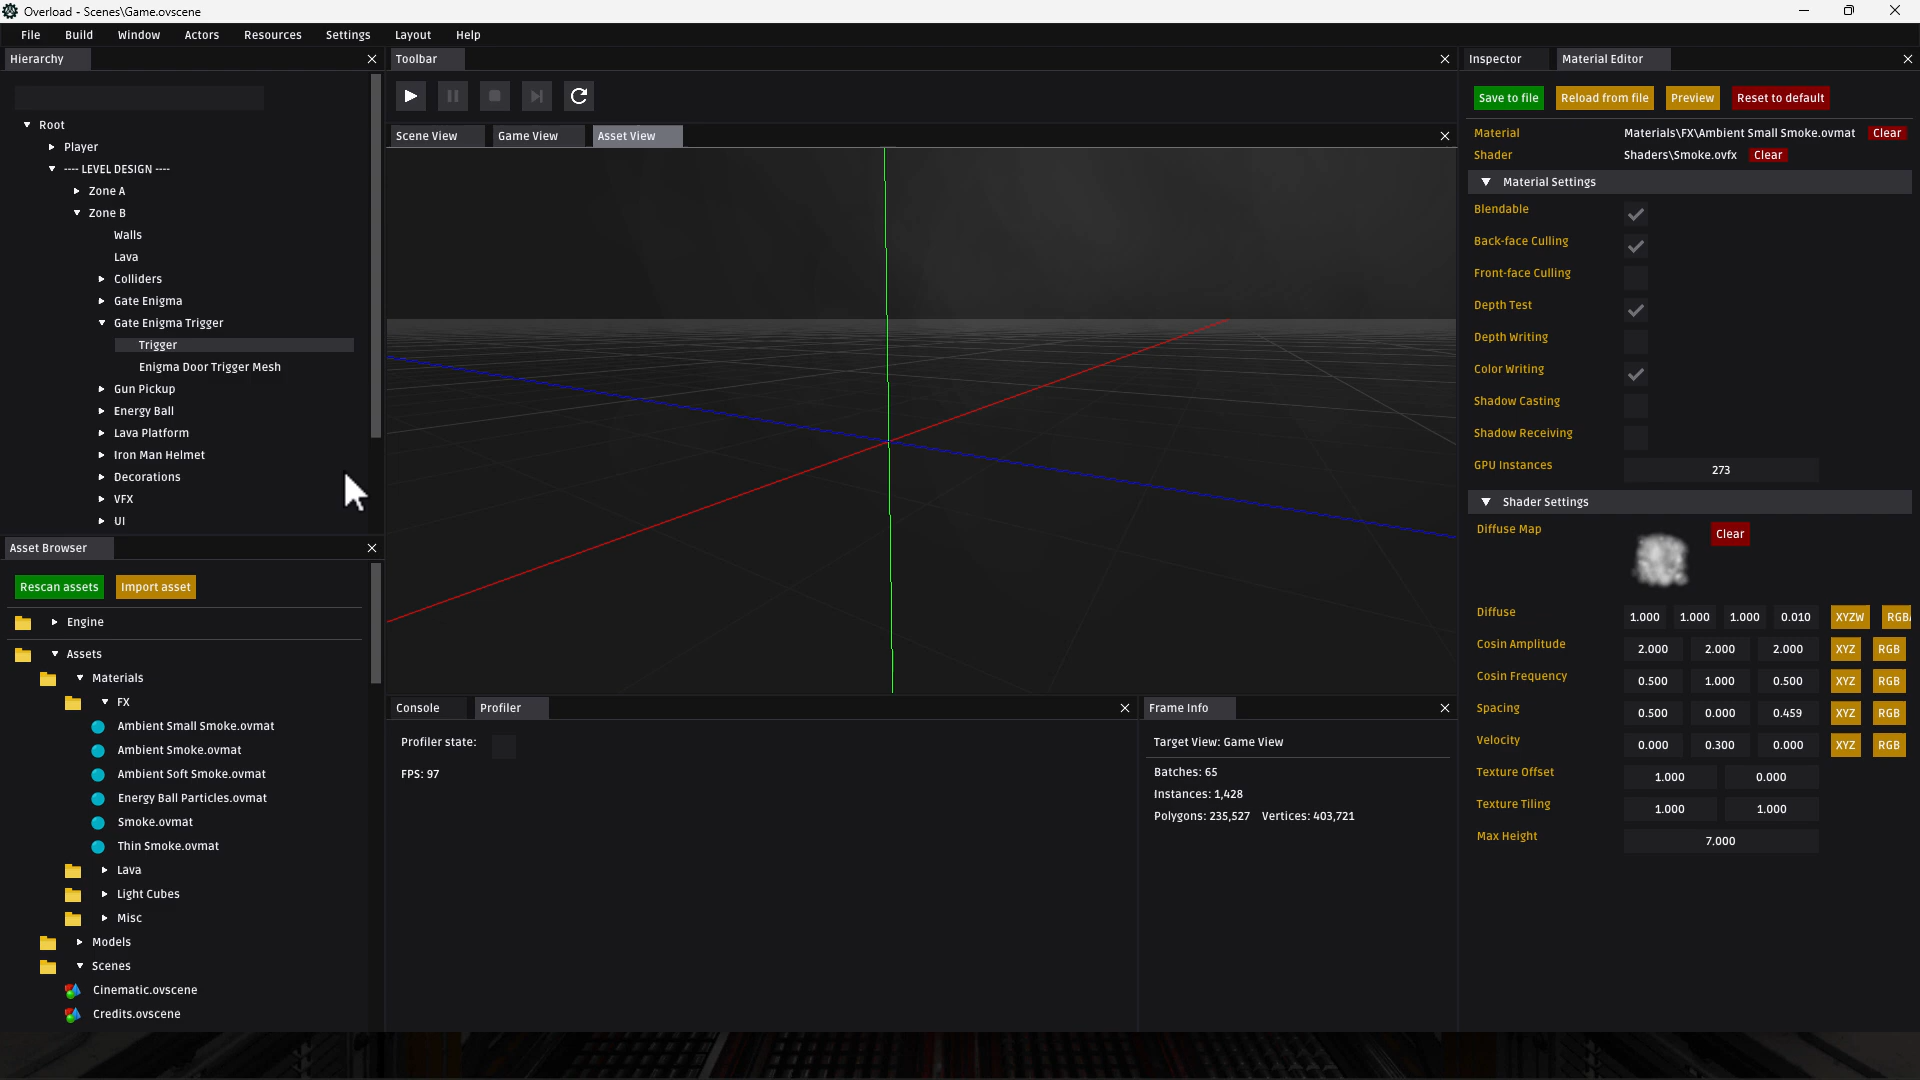 Overload - Scenes\Game.ovscene
File Build Window Actors Resources Settings Layout Help
Hierarchy
Root
Player
---- LEVEL DESIGN ----
Zone A
Zone B
Walls
Lava
Colliders
Gate Enigma
Gate Enigma Trigger
Trigger
Enigma Door Trigger Mesh
Gun Pickup
Energy Ball
Lava Platform
Iron Man Helmet
Decorations
VFX
UI
Asset Browser
Rescan assets Import asset
Engine
Assets
Materials
FX
Ambient Small Smoke.ovmat
Ambient Smoke.ovmat
Ambient Soft Smoke.ovmat
Energy Ball Particles.ovmat
Smoke.ovmat
Thin Smoke.ovmat
Lava
Light Cubes
Misc
Models
Scenes
Cinematic.ovscene
Credits.ovscene
Toolbar
Scene View Game View Asset View
Console Profiler
Profiler state:
FPS: 97
Frame Info
Target View: Game View
Batches: 65
Instances: 1,428
Polygons: 235,527 Vertices: 403,721
Inspector Material Editor
Save to file Reload from file Preview Reset to default
Material Materials\FX\Ambient Small Smoke.ovmat Clear
Shader Shaders\Smoke.ovfx Clear
Material Settings
Blendable
Back-face Culling
Front-face Culling
Depth Test
Depth Writing
Color Writing
Shadow Casting
Shadow Receiving
GPU Instances 273
Shader Settings
Diffuse Map Clear
Diffuse 1.000 1.000 1.000 0.010 XYZW RGB
Cosin Amplitude 2.000 2.000 2.000 XYZ RGB
Cosin Frequency 0.500 1.000 0.500 XYZ RGB
Spacing 0.500 0.000 0.459 XYZ RGB
Velocity 0.000 0.300 0.000 XYZ RGB
Texture Offset 1.000 0.000
Texture Tiling 1.000 1.000
Max Height 7.000